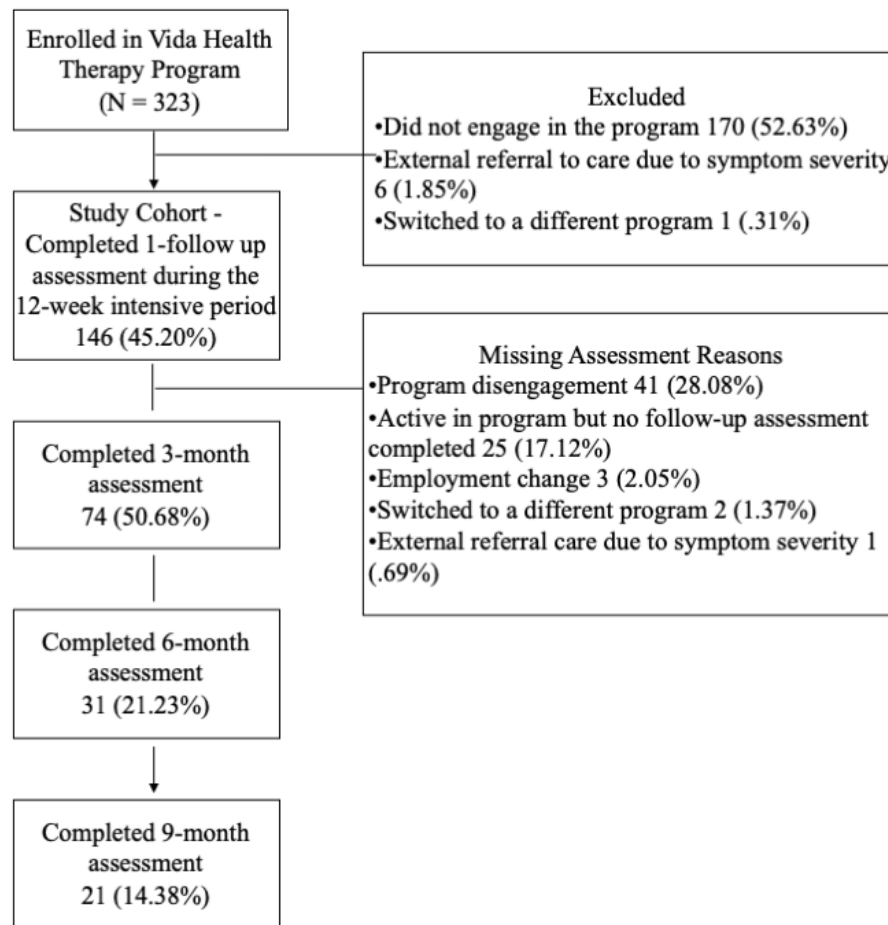 Enrolled in Vida Health
Therapy Program
(N = 323)
Excluded
•Did not engage in the program 170 (52.63%)
•External referral to care due to symptom severity
6 (1.85%)
•Switched to a different program 1 (.31%)
Study Cohort -
Completed 1-follow up
assessment during the
12-week intensive period
146 (45.20%)
Missing Assessment Reasons
•Program disengagement 41 (28.08%)
•Active in program but no follow-up assessment
completed 25 (17.12%)
•Employment change 3 (2.05%)
•Switched to a different program 2 (1.37%)
•External referral care due to symptom severity 1
(.69%)
Completed 3-month
assessment
74 (50.68%)
Completed 6-month
assessment
31 (21.23%)
Completed 9-month
assessment
21 (14.38%)